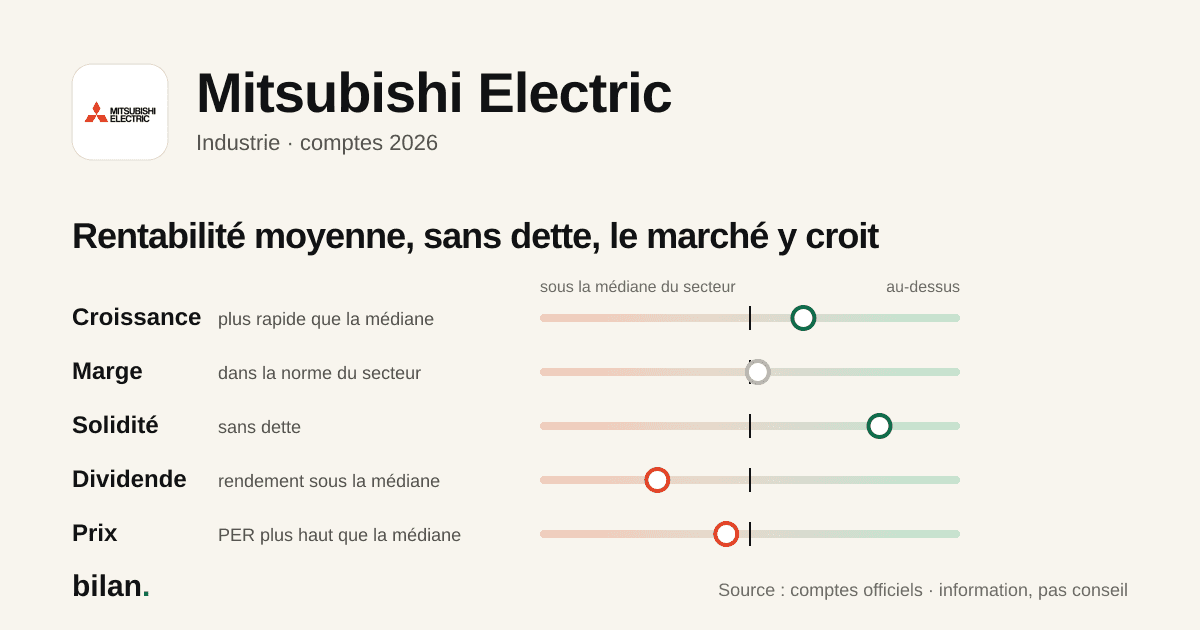 MITSUBISHI
ELECTRIC
Mitsubishi Electric
Industrie · comptes 2026
Rentabilité moyenne, sans dette, le marché y croit
sous la médiane du secteur au-dessus
Croissance plus rapide que la médiane
Marge dans la norme du secteur
Solidité sans dette
Dividende rendement sous la médiane
Prix PER plus haut que la médiane
bilan.
Source : comptes officiels · information, pas conseil